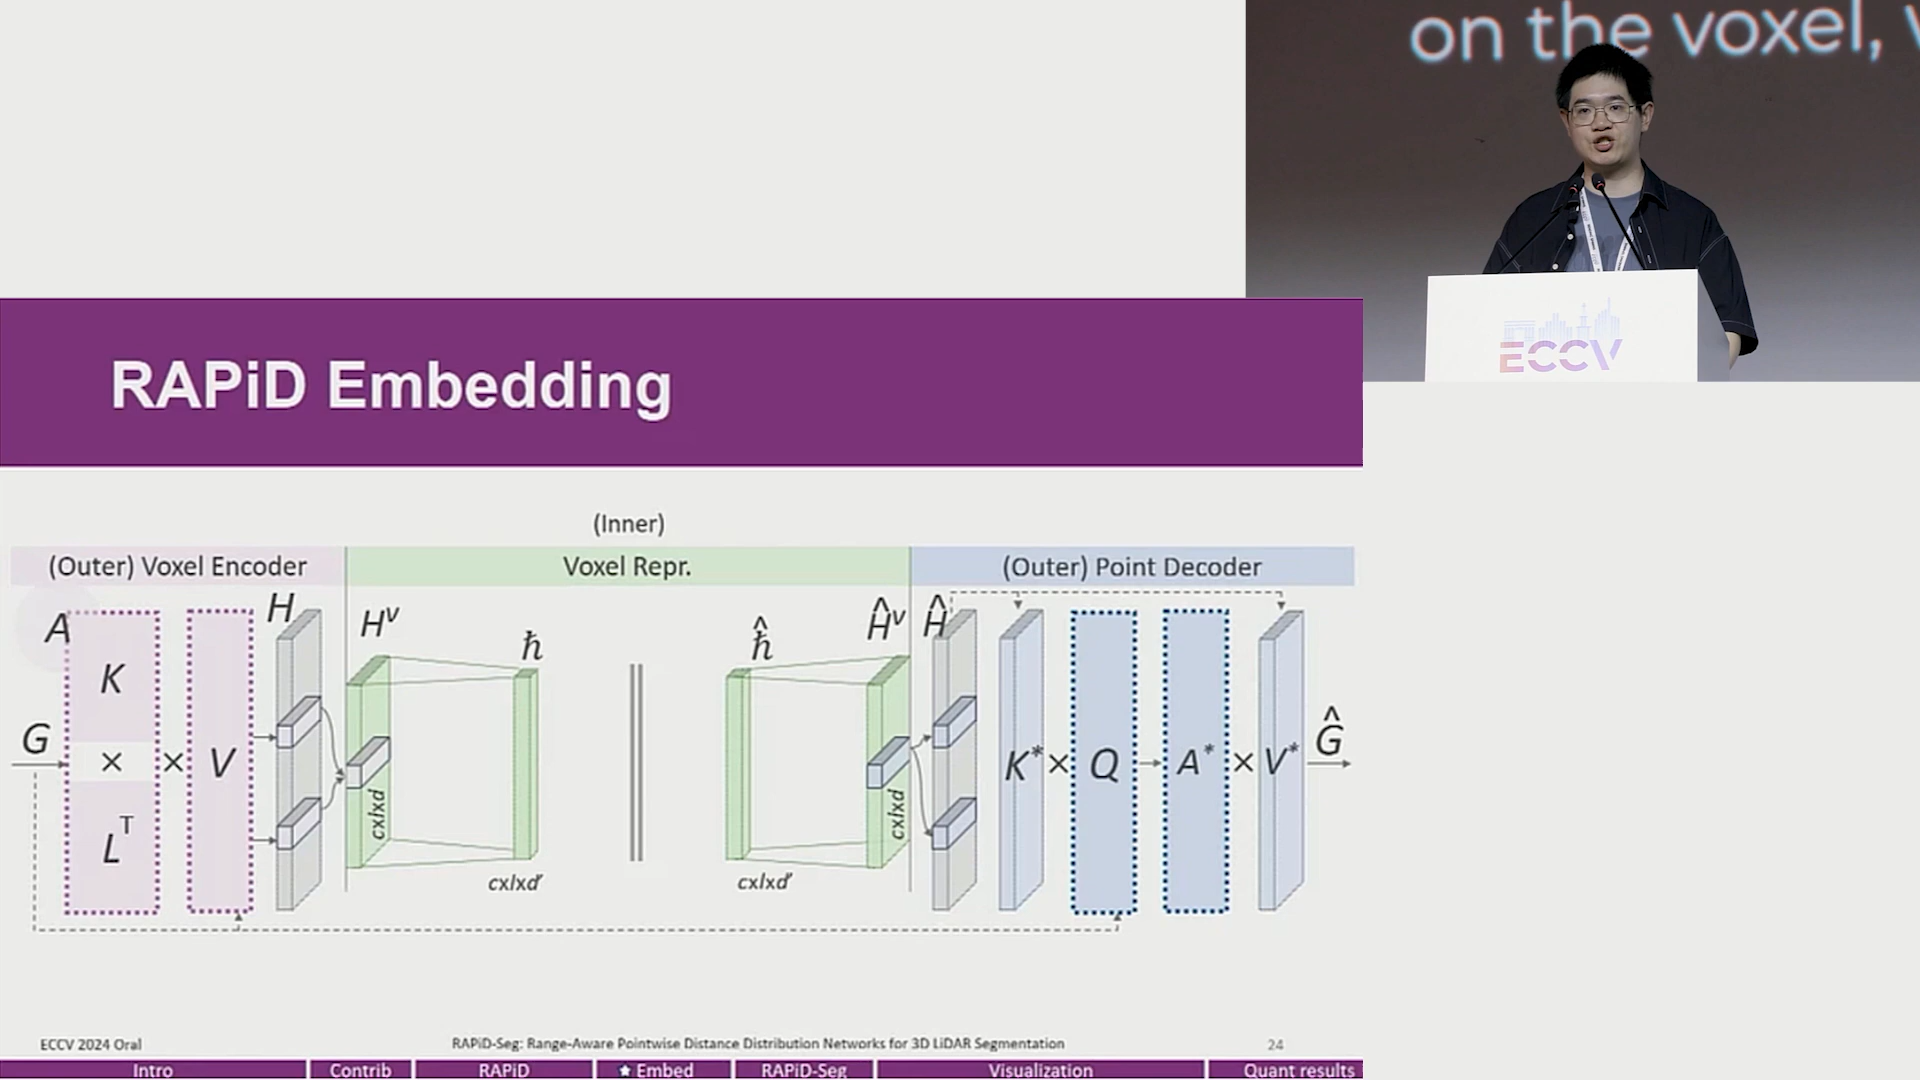 on the voxel,
ECCV
RAPiD Embedding
(Inner)
(Outer) Voxel Encoder
Voxel Repr.
(Outer) Point Decoder
A
K
×
L^T
G
×
V
H
H^V
cxlxd
ħ
cxlxd'
ħ̂
cxlxd'
Ĥ^V
cxlxd
Ĥ
K* × Q
A* × V*
Ĝ
ECCV 2024 Oral
RAPiD-Seg: Range-Aware Pointwise Distance Distribution Networks for 3D LiDAR Segmentation
24
Intro
Contrib
RAPiD
★ Embed
RAPiD-Seg
Visualization
Quant results